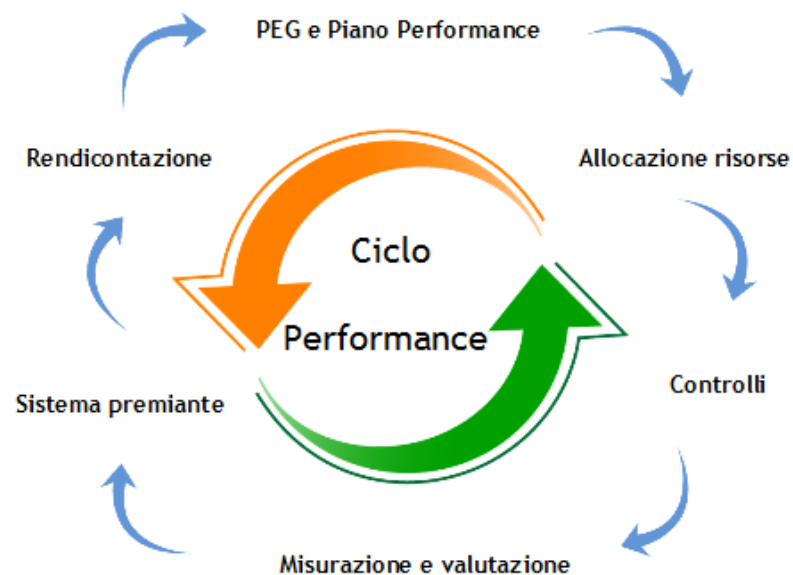 PEG e Piano Performance
Rendicontazione
Allocazione risorse
Ciclo
Performance
Controlli
Sistema premiante
Misurazione e valutazione